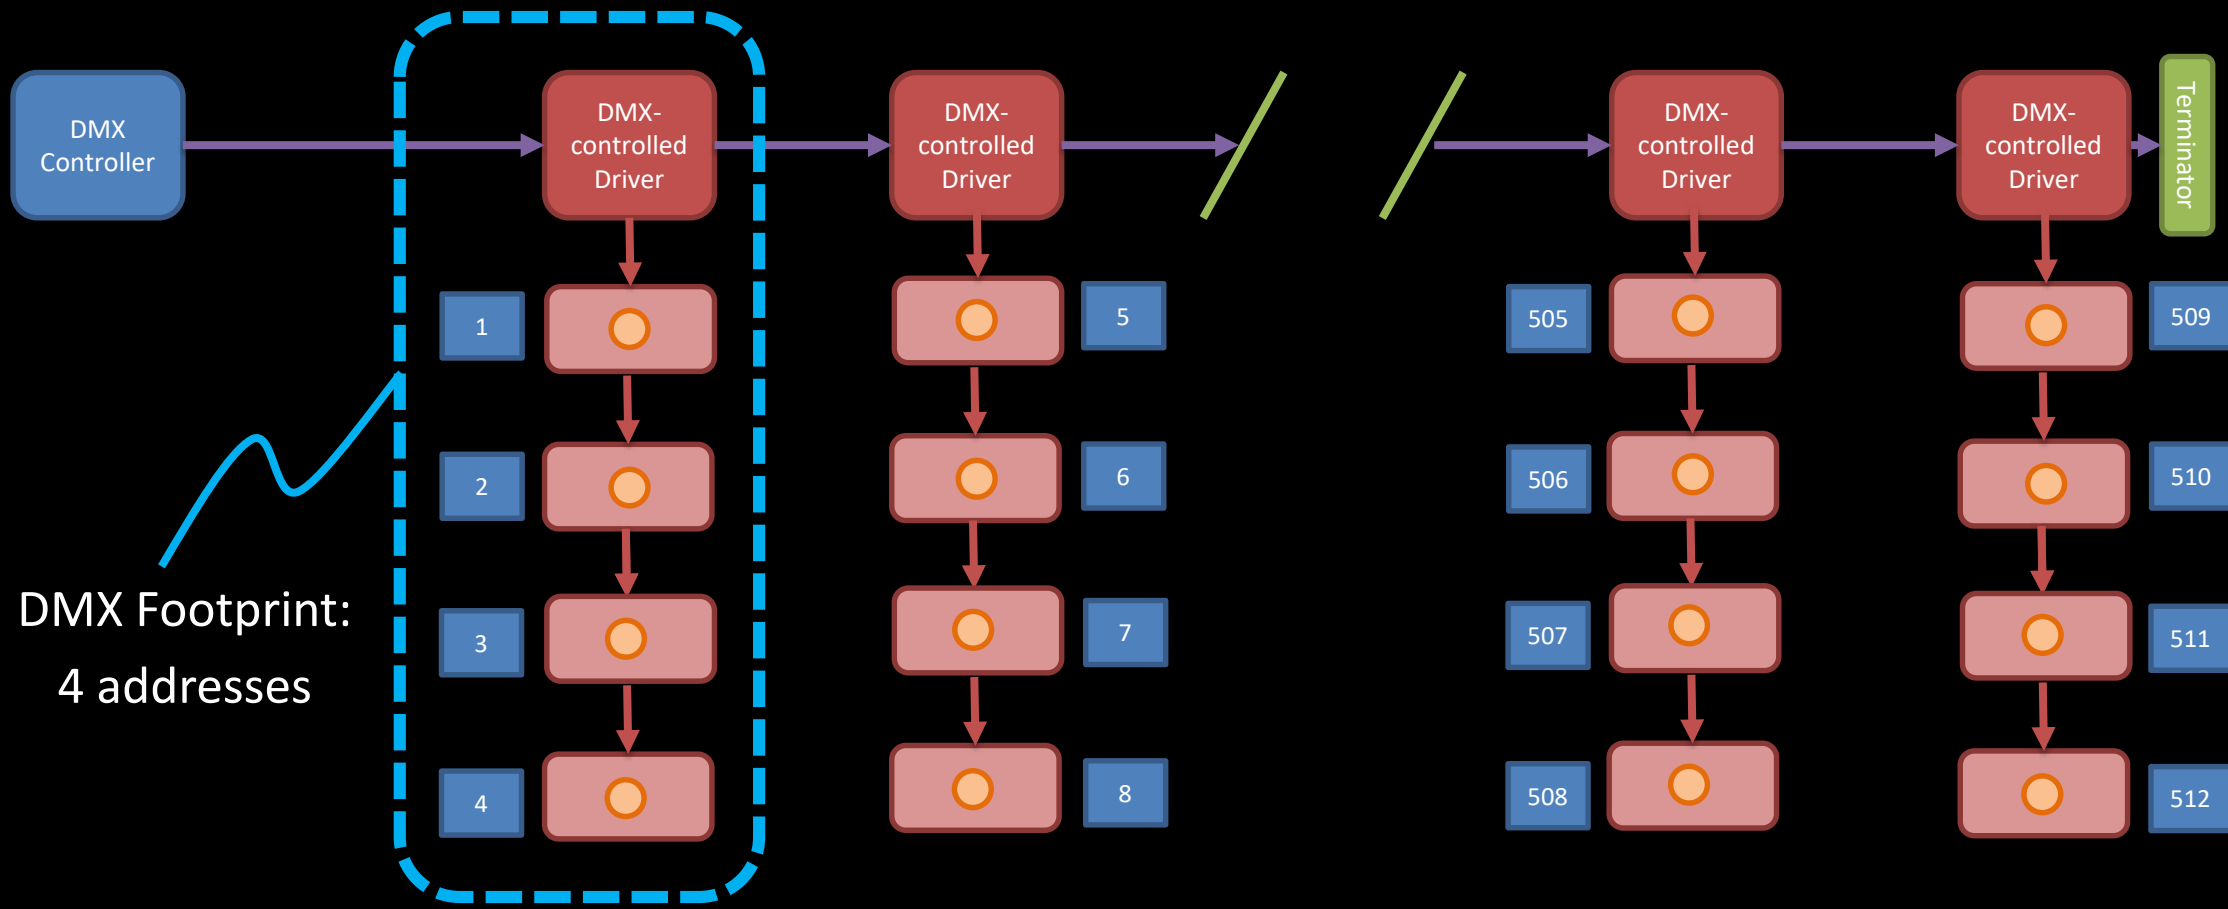 DMX
Controller
DMX-
controlled
Driver
DMX-
controlled
Driver
DMX-
controlled
Driver
DMX-
controlled
Driver
Terminator
1
5
505
509
2
6
506
510
DMX Footprint:
4 addresses
3
7
507
511
4
8
508
512